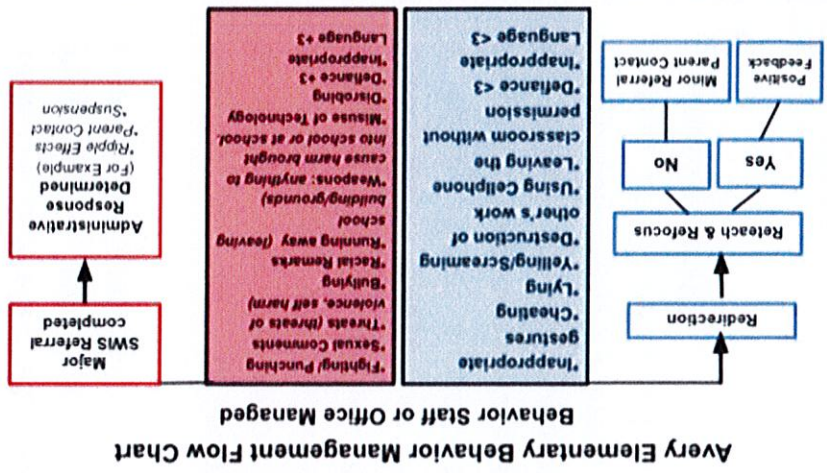 Avery Elementary Behavior Management Flow Chart
Behavior Staff or Office Managed
Redirection
Reteach & Refocus
Yes
No
Positive
Feedback
Minor Referral
Parent Contact
*Inappropriate
gestures
*Cheating
*Lying
*Yelling/Screaming
*Destruction of
other's work
*Using Cellphone
*Leaving the
classroom without
permission
*Defiance <3
*Inappropriate
Language <3
*Fighting/ Punching
*Sexual Comments
*Threats (threats of
violence, self harm)
*Bullying
*Racial Remarks
*Running away (leaving
school
building/grounds)
*Weapons: anything to
cause harm brought
into school or at school.
*Misuse of Technology
*Disrobing
*Defiance +3
*Inappropriate
Language +3
Major
SWIS Referral
completed
Administrative
Response
Determined
(For Example)
*Ripple Effects
*Parent Contact
*Suspension